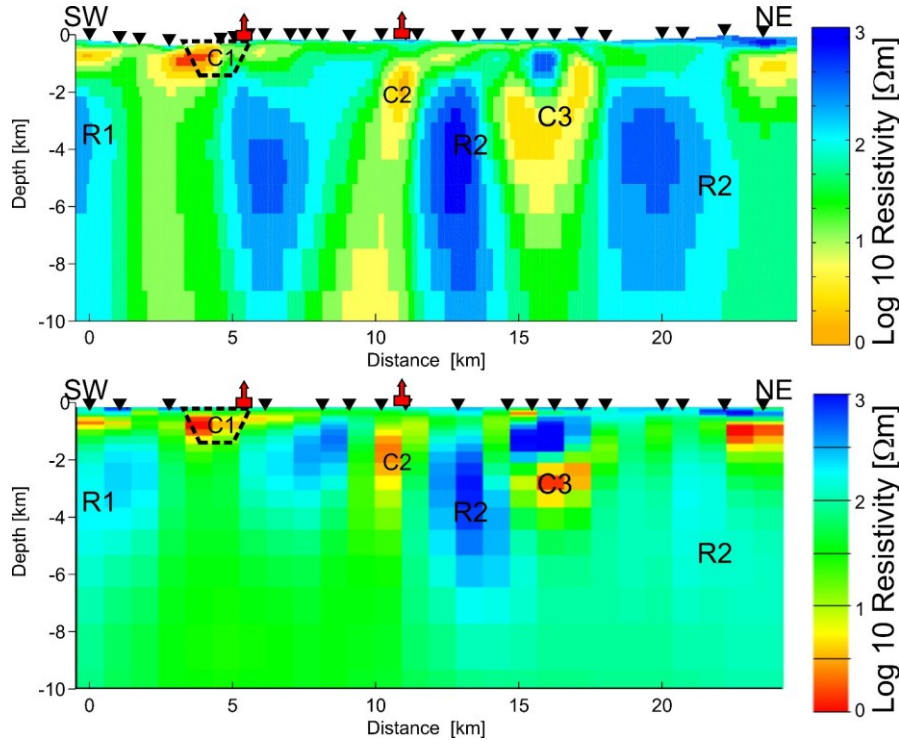 SW NE
0
-2
-4
-6
-8
-10
Depth [km]
C1
C2
C3
R1
R2
R2
0 5 10 15 20
Distance [km]
3
2
1
0
Log 10 Resistivity [Ωm]
SW NE
0
-2
-4
-6
-8
-10
Depth [km]
C1
C2
C3
R1
R2
R2
0 5 10 15 20
Distance [km]
3
2
1
0
Log 10 Resistivity [Ωm]